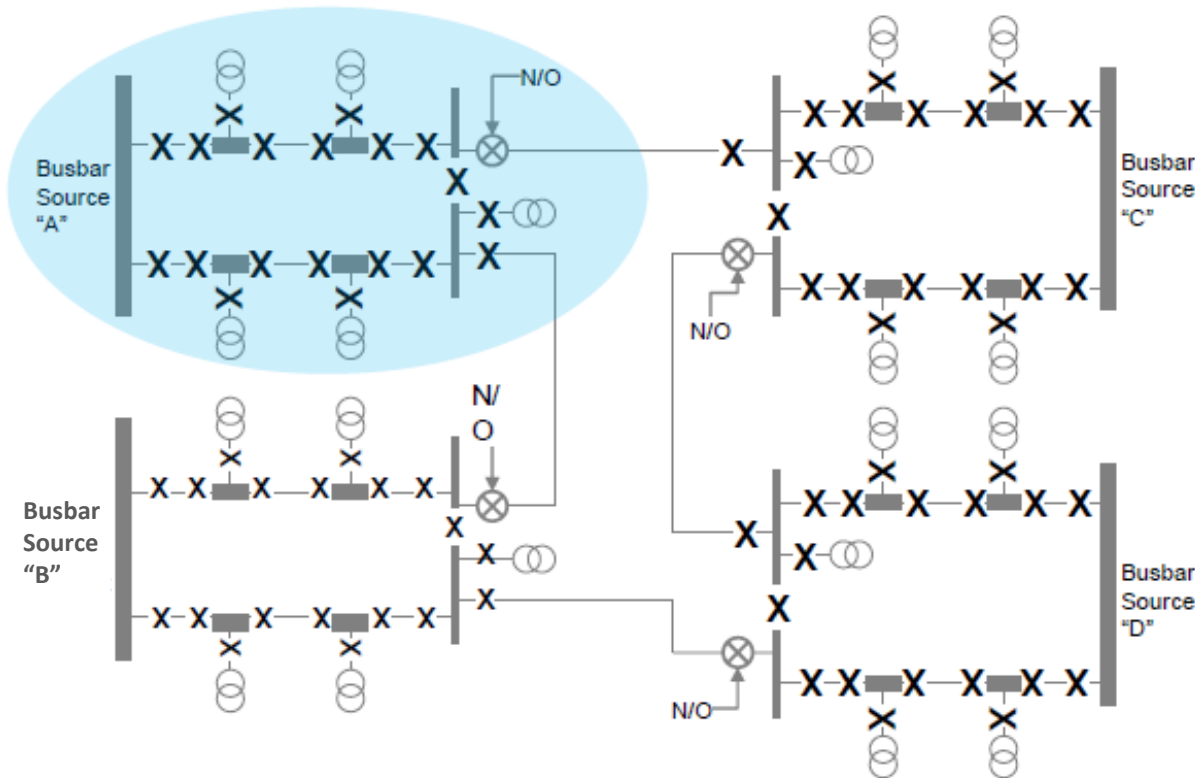 N/O
Busbar
Source
“A”
Busbar
Source
“C”
N/O
N/
O
Busbar
Source
“B”
Busbar
Source
“D”
N/O